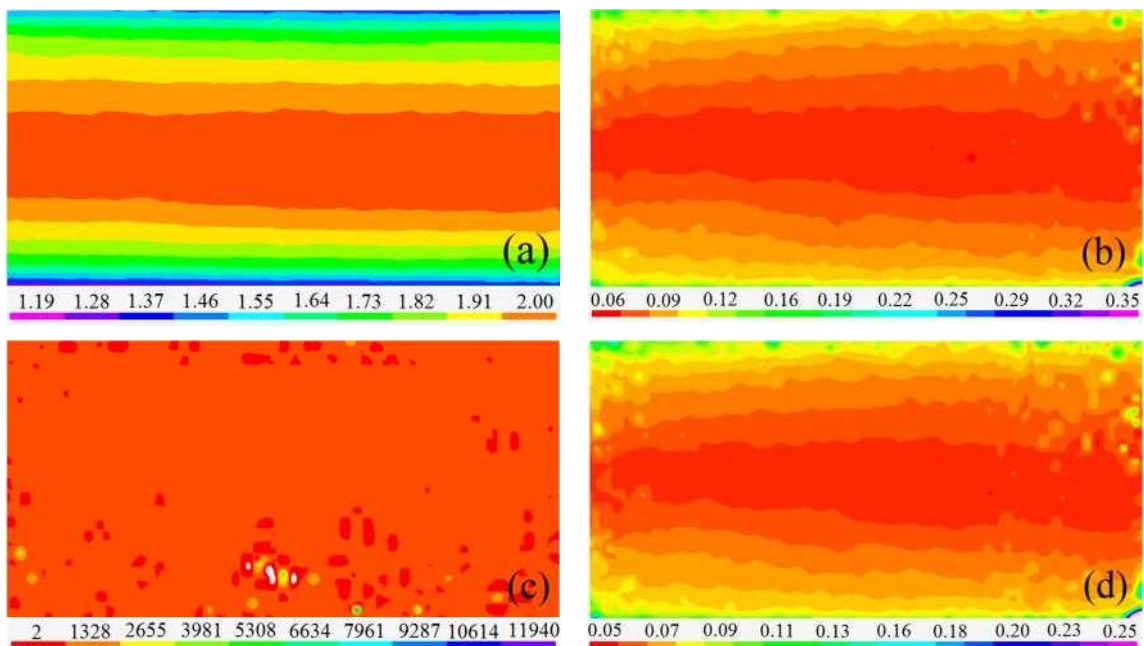 (a)
1.19 1.28 1.37 1.46 1.55 1.64 1.73 1.82 1.91 2.00
(b)
0.06 0.09 0.12 0.16 0.19 0.22 0.25 0.29 0.32 0.35
(c)
2 1328 2655 3981 5308 6634 7961 9287 10614 11940
(d)
0.05 0.07 0.09 0.11 0.13 0.16 0.18 0.20 0.23 0.25